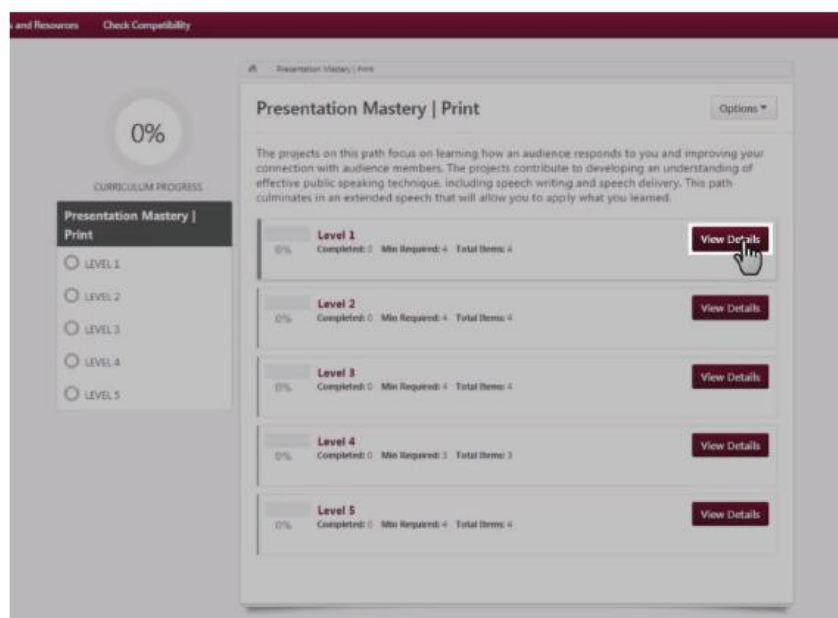 and Resources Check Compatibility
Presentation Mastery | Print
Presentation Mastery | Print
Options
0%
CURRICULUM PROGRESS
The projects on this path focus on learning how an audience responds to you and improving your
connection with audience members. The projects contribute to developing an understanding of
effective public speaking technique, including speech writing and speech delivery. This path
culminates in an extended speech that will allow you to apply what you learned.
Presentation Mastery |
Print
LEVEL 1
LEVEL 2
LEVEL 3
LEVEL 4
LEVEL 5
Level 1
0% Completed: 0 Min Required: 4 Total Items: 4
View Details
Level 2
0% Completed: 0 Min Required: 4 Total Items: 4
View Details
Level 3
0% Completed: 0 Min Required: 4 Total Items: 4
View Details
Level 4
0% Completed: 0 Min Required: 3 Total Items: 3
View Details
Level 5
0% Completed: 0 Min Required: 4 Total Items: 4
View Details